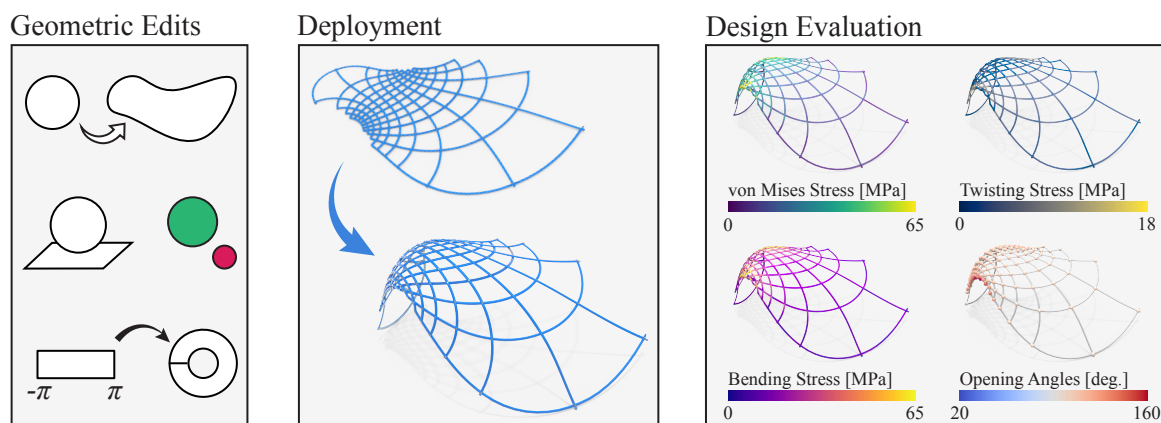 Geometric Edits
Deployment
Design Evaluation
von Mises Stress [MPa]
0
65
Twisting Stress [MPa]
0
18
-π
π
Bending Stress [MPa]
0
65
Opening Angles [deg.]
20
160